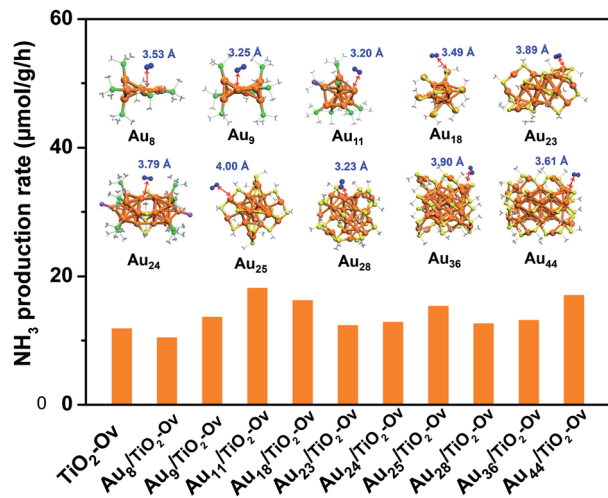 NH₃ production rate (μmol/g/h)
60
40
20
0
0
3.53 Å
3.25 Å
3.20 Å
3.49 Å
3.89 Å
Au₈
Au₉
Au₁₁
Au₁₈
Au₂₃
3.79 Å
4.00 Å
3.23 Å
3.90 Å
3.61 Å
Au₂₄
Au₂₅
Au₂₈
Au₃₆
Au₄₄
TiO₂-Ov
Au₈/TiO₂-Ov
Au₉/TiO₂-Ov
Au₁₁/TiO₂-Ov
Au₁₈/TiO₂-Ov
Au₂₃/TiO₂-Ov
Au₂₄/TiO₂-Ov
Au₂₅/TiO₂-Ov
Au₂₈/TiO₂-Ov
Au₃₆/TiO₂-Ov
Au₄₄/TiO₂-Ov